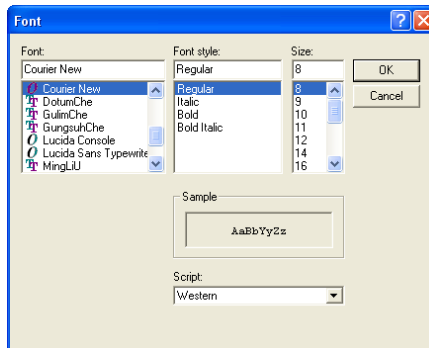 Font
Font:
Font style:
Size:
Courier New
Regular
8
OK
Cancel
Courier New
DotumChe
GulimChe
GungsuhChe
Lucida Console
Lucida Sans Typewrite
MingLiU
Regular
Italic
Bold
Bold Italic
8
9
10
11
12
14
16
Sample
AaBbYyZz
Script:
Western